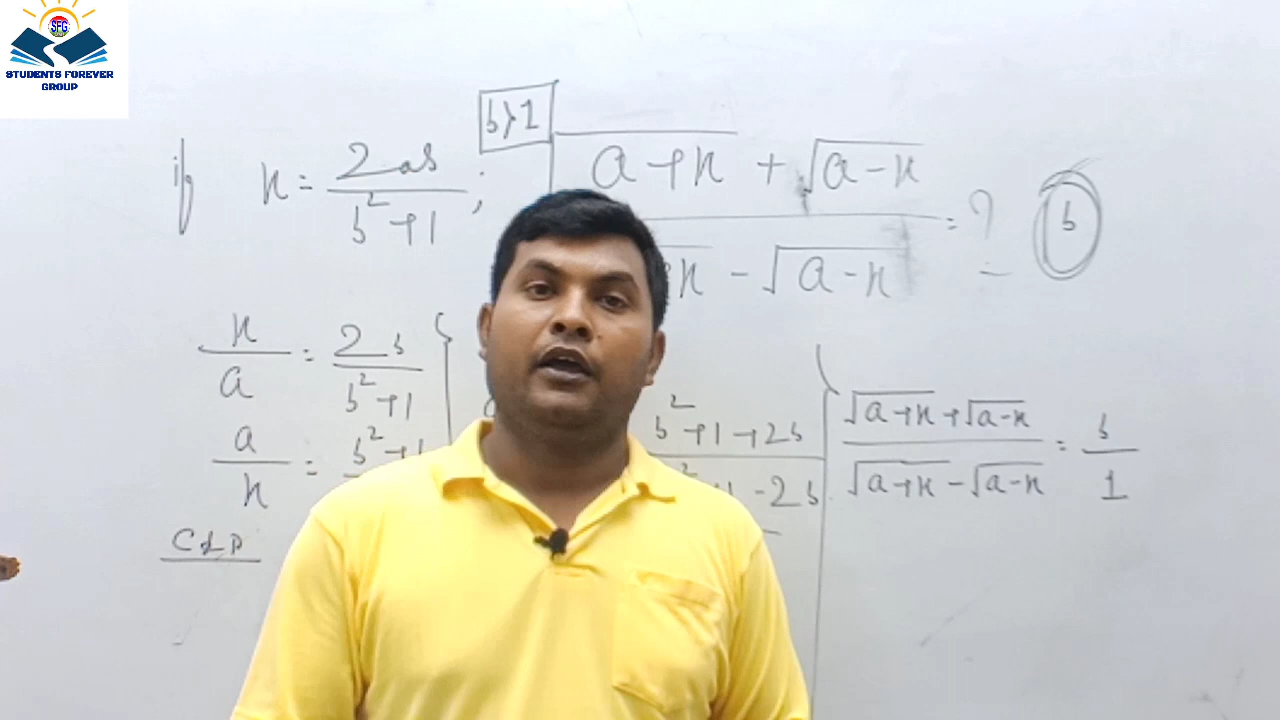 SFG
STUDENTS FOREVER
GROUP
b>1
if x = 2ab / b²+1 ; √a+x + √a-x / x - √a-x = ? b
x/a = 2b / b²+1
a/x = b²+1
b²+1+2b / -2b
√a+x + √a-x / √a+x - √a-x = b/1
C&D